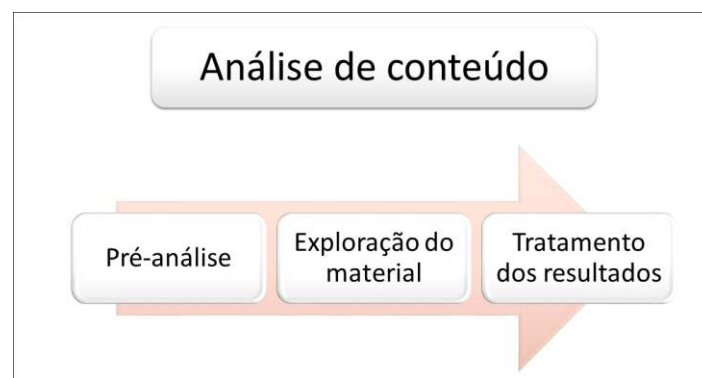 Análise de conteúdo
Pré-análise
Exploração do
material
Tratamento
dos resultados